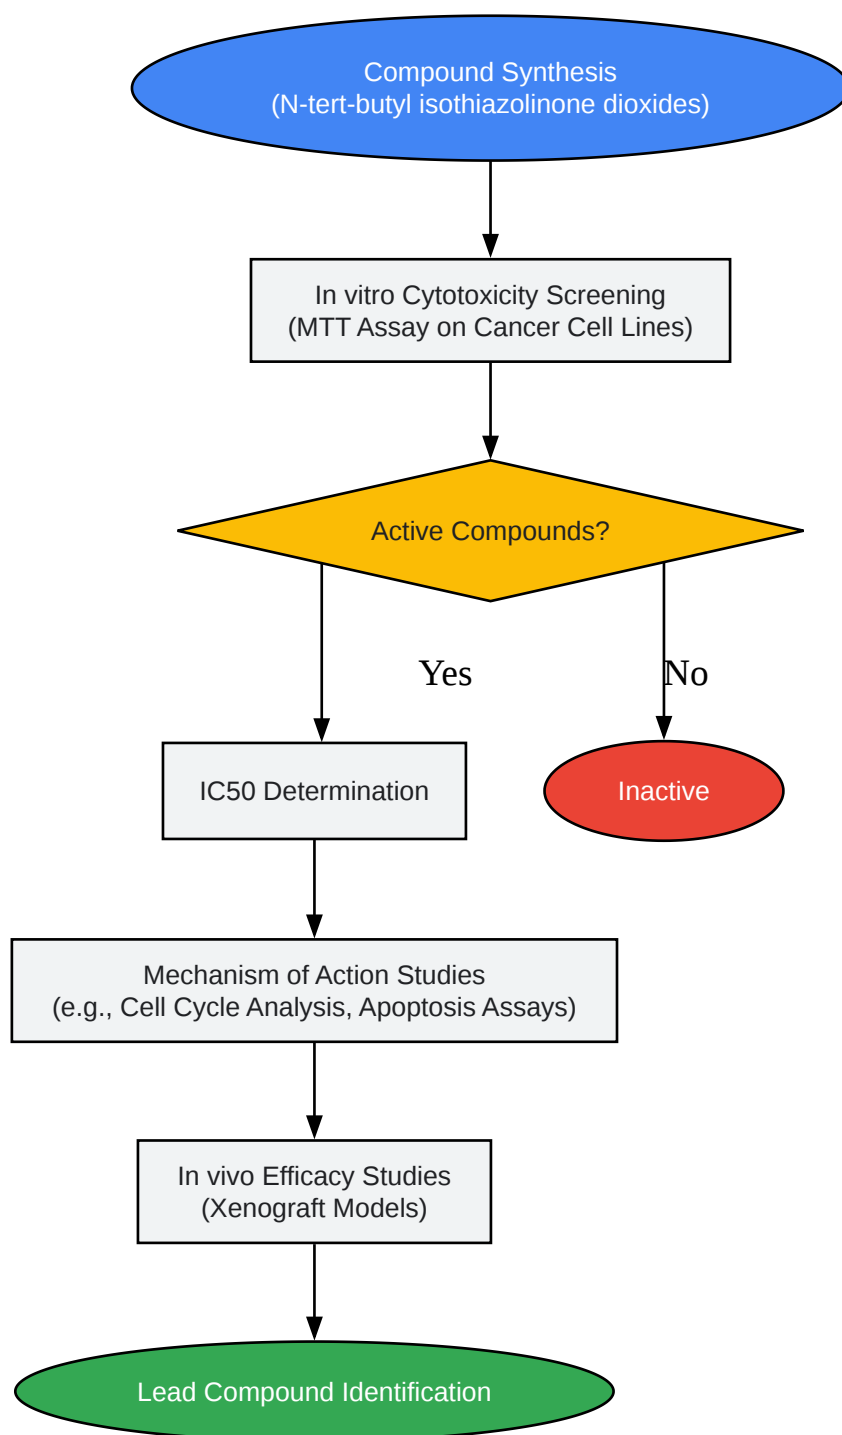 Compound Synthesis
(N-tert-butyl isothiazolinone dioxides)
In vitro Cytotoxicity Screening
(MTT Assay on Cancer Cell Lines)
Active Compounds?
Yes
No
IC50 Determination
Inactive
Mechanism of Action Studies
(e.g., Cell Cycle Analysis, Apoptosis Assays)
In vivo Efficacy Studies
(Xenograft Models)
Lead Compound Identification